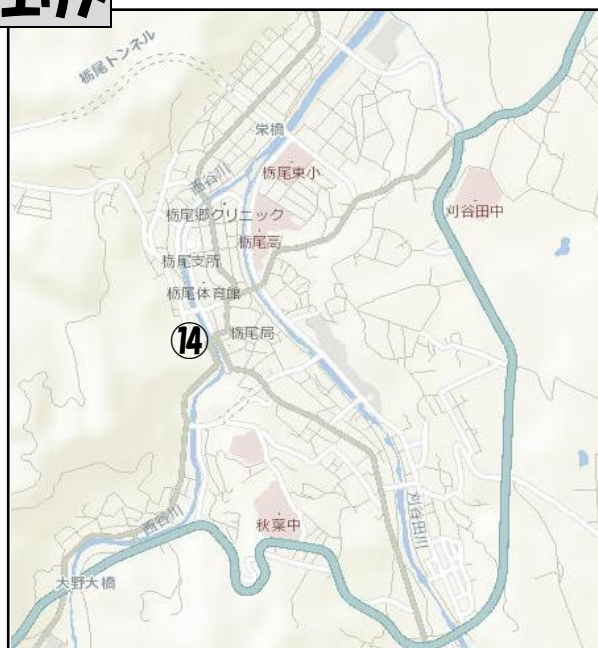 エリア
栃尾トンネル
栄橋
西谷川
栃尾東小
刈谷田中
栃尾郷クリニック
栃尾高
栃尾支所
栃尾体育館
⑭
栃尾局
刈谷田川
秋葉中
西谷川
大野大橋